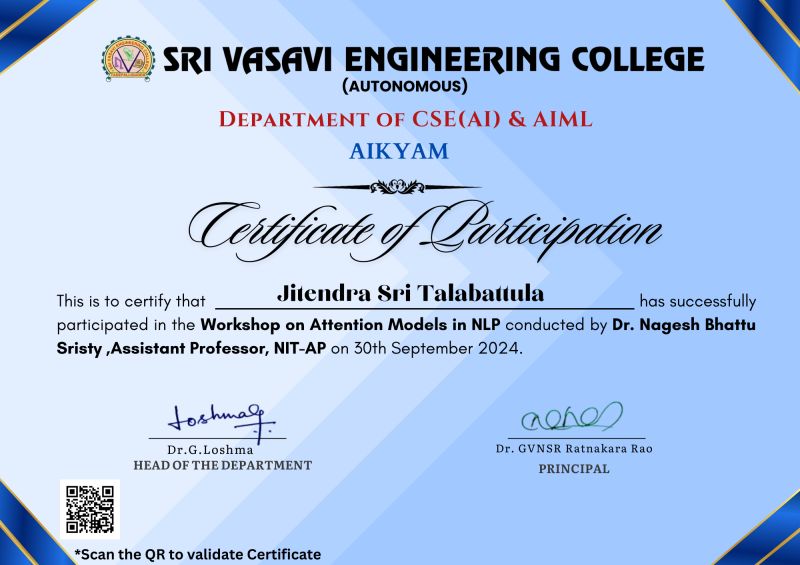 SRI VASAVI ENGINEERING COLLEGE
(AUTONOMOUS)
DEPARTMENT OF CSE(AI) & AIML
AIKYAM
Certificate of Participation
This is to certify that Jitendra Sri Talabattula has successfully
participated in the Workshop on Attention Models in NLP conducted by Dr. Nagesh Bhattu
Sristy ,Assistant Professor, NIT-AP on 30th September 2024.
Dr.G.Loshma
HEAD OF THE DEPARTMENT
Dr. GVNSR Ratnakara Rao
PRINCIPAL
*Scan the QR to validate Certificate